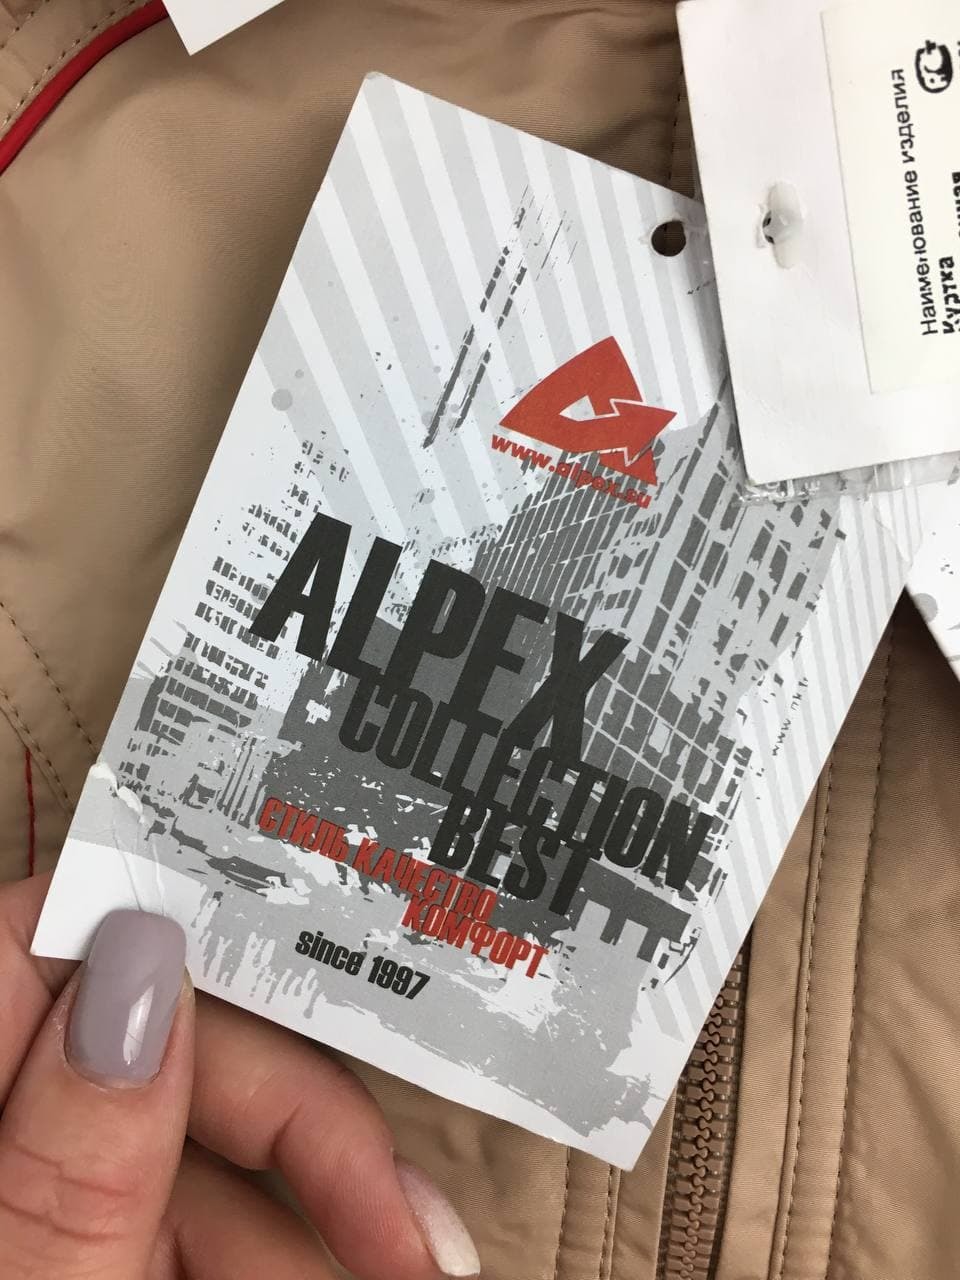 www.alpex.su
ALPEX
COLLECTION
BEST
СТИЛЬ КАЧЕСТВО
КОМФОРТ
since 1997
Наименование изделия
Куртка